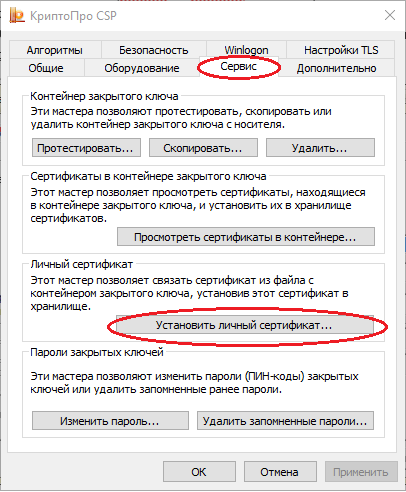 КриптоПро CSP
Алгоритмы Безопасность Winlogon Настройки TLS
Общие Оборудование Сервис Дополнительно
Контейнер закрытого ключа
Эти мастера позволяют протестировать, скопировать или
удалить контейнер закрытого ключа с носителя.
Протестировать... Скопировать... Удалить...
Сертификаты в контейнере закрытого ключа
Этот мастер позволяет просмотреть сертификаты, находящиеся
в контейнере закрытого ключа, и установить их в хранилище
сертификатов.
Просмотреть сертификаты в контейнере...
Личный сертификат
Этот мастер позволяет связать сертификат из файла с
контейнером закрытого ключа, установив этот сертификат в
хранилище.
Установить личный сертификат...
Пароли закрытых ключей
Эти мастера позволяют изменить пароли (ПИН-коды) закрытых
ключей или удалить запомненные ранее пароли.
Изменить пароль... Удалить запомненные пароли...
ОК Отмена Применить